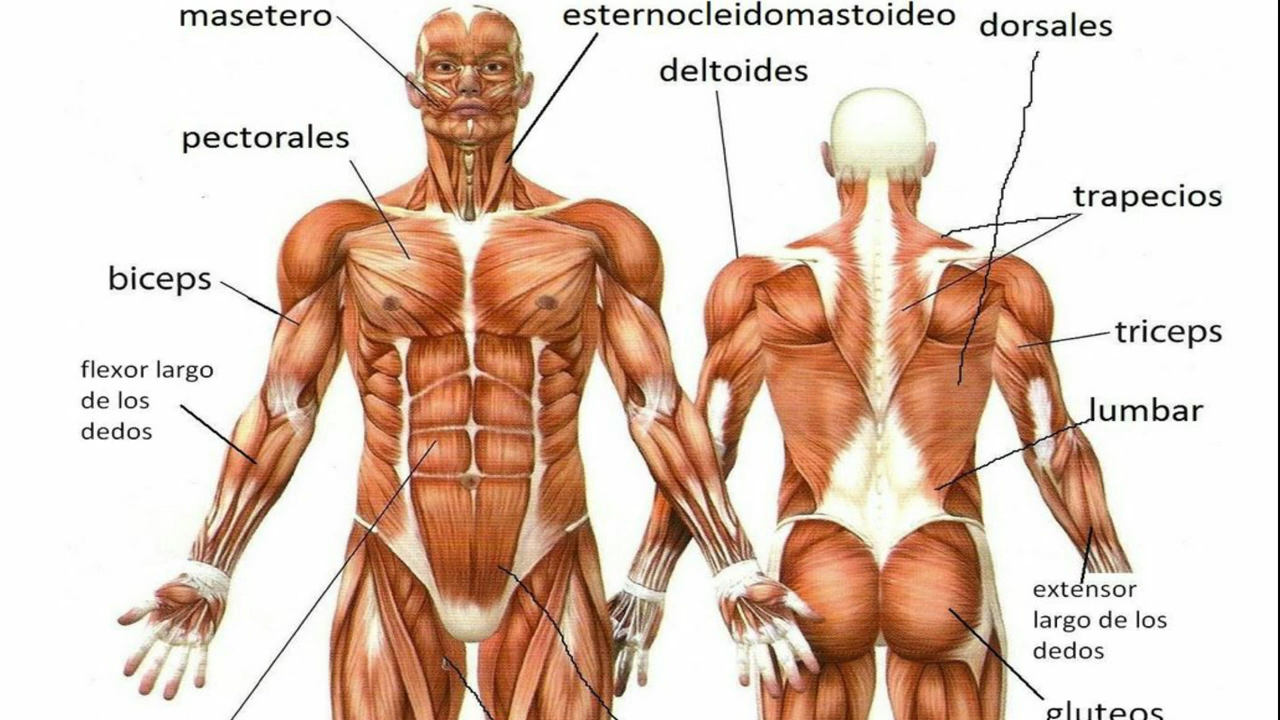 masetero
esternocleidomastoideo
dorsales
deltoides
pectorales
trapecios
biceps
triceps
flexor largo
de los
dedos
lumbar
extensor
largo de los
dedos
gluteos